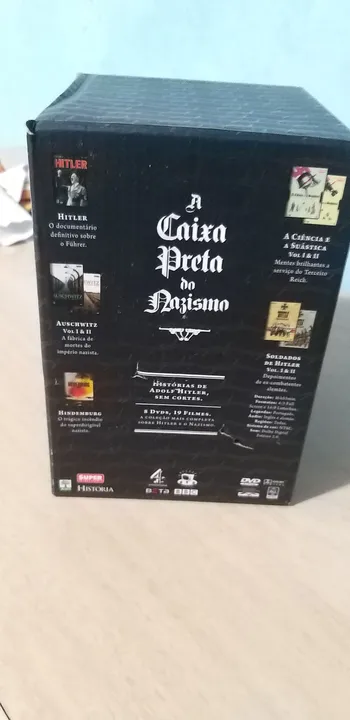 HITLER
HITLER
O documentário
definitivo sobre
o Führer.
AUSCHWITZ
AUSCHWITZ
VOL I & II
A fábrica de
mortes do
império nazista.
HINDENBURG
O trágico incêndio
do superdirigível
nazista.
A
Caixa
Preta
do
Nazismo
HISTÓRIAS DE
ADOLF HITLER,
SEM CORTES.
8 DVDS, 19 FILMES.
A COLEÇÃO MAIS COMPLETA
SOBRE HITLER E O NAZISMO.
A CIÊNCIA E A
SUÁSTICA
VOL I & II
Mentes brilhantes a
serviço do Terceiro
Reich.
SOLDADOS DE
HITLER
VOL I & II
Depoimentos
de ex-combatentes
alemães.
SUPER
HISTÓRIA
4
BETA
BBC
DVD